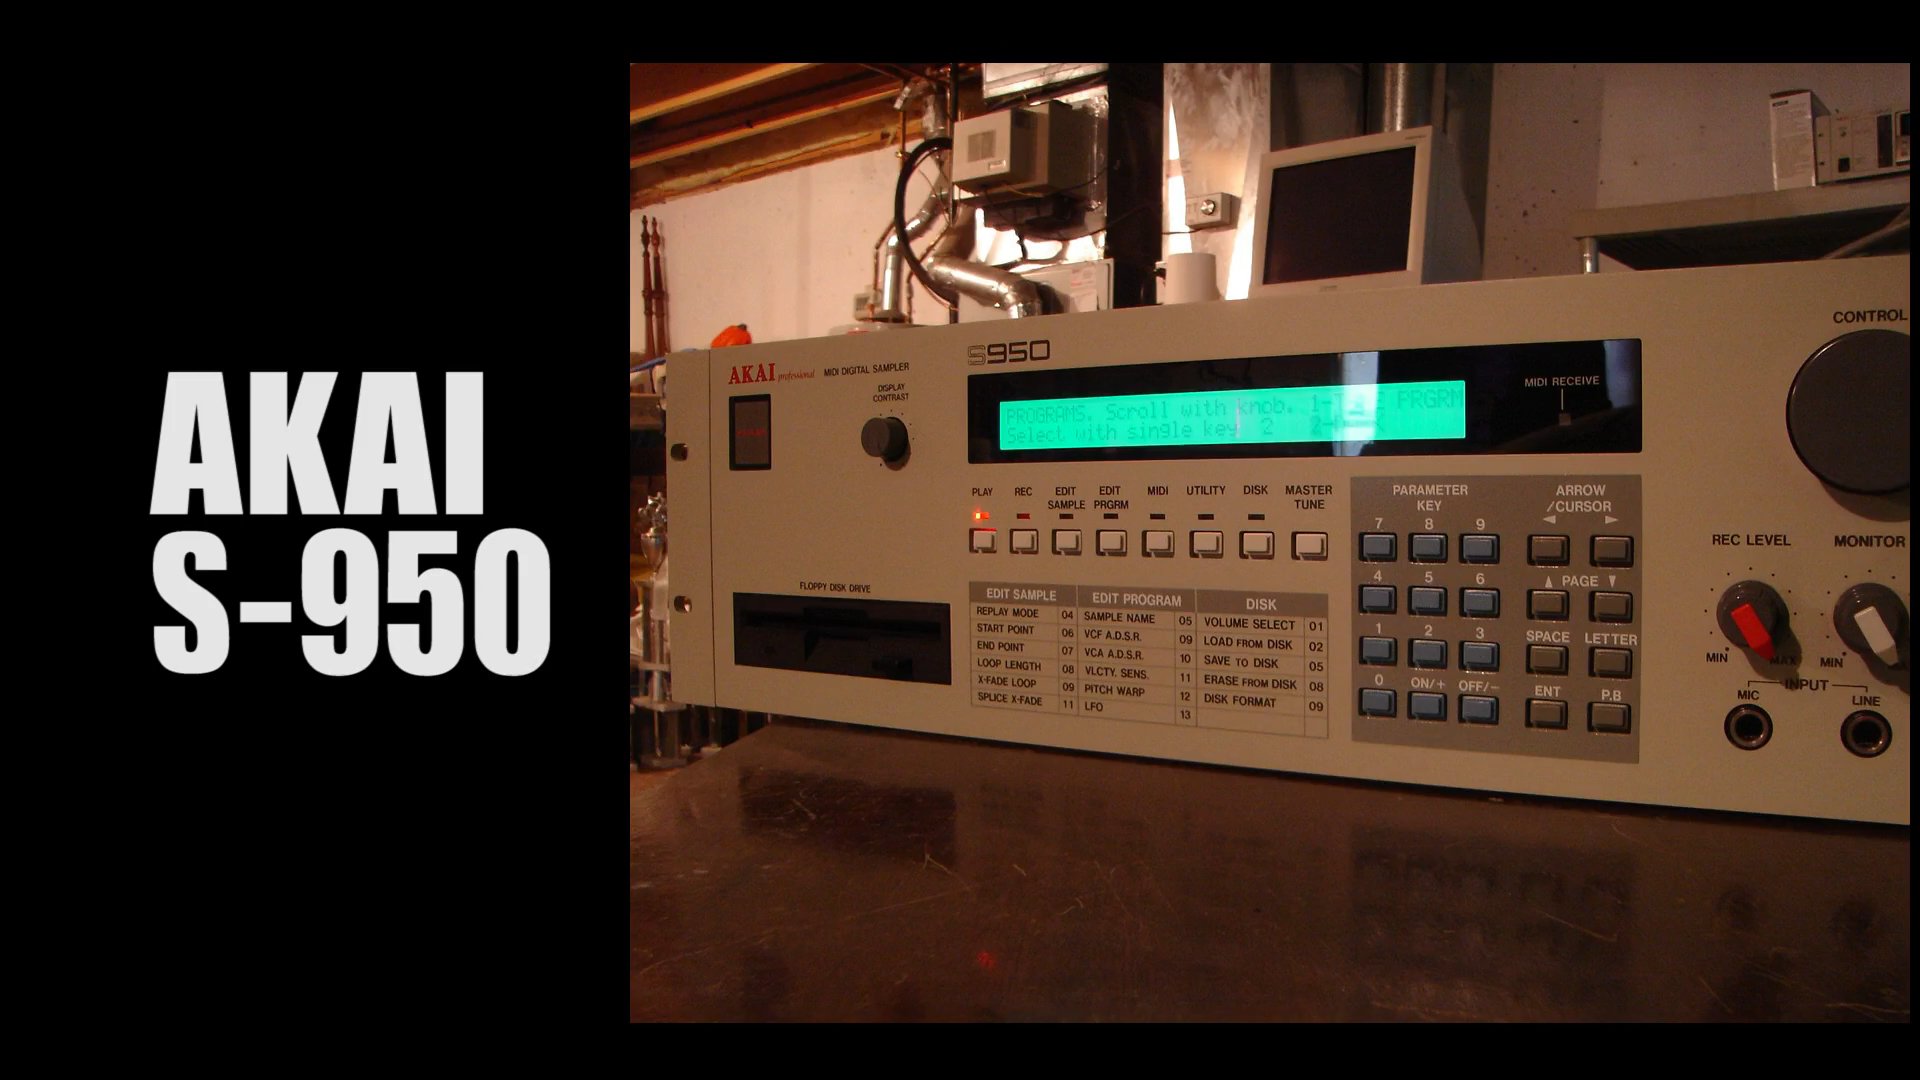 AKAI
S-950
CONTROL
S950
AKAI professional MIDI DIGITAL SAMPLER
DISPLAY
CONTRAST
MIDI RECEIVE
PROGRAMS. Scroll with knob. PRGRM
Select with single key 2
PLAY REC EDIT SAMPLE EDIT PRGRM MIDI UTILITY DISK MASTER TUNE
PARAMETER
KEY
ARROW
/CURSOR
7 8 9
REC LEVEL MONITOR
4 5 6 PAGE
FLOPPY DISK DRIVE
EDIT SAMPLE EDIT PROGRAM DISK
REPLAY MODE 04 SAMPLE NAME 05 VOLUME SELECT 01
START POINT 06 VCF A.D.S.R. 09 LOAD FROM DISK 02
END POINT 07 VCA A.D.S.R. 10 SAVE TO DISK 05
LOOP LENGTH 08 VLCTY. SENS. 11 ERASE FROM DISK 08
X-FADE LOOP 09 PITCH WARP 12 DISK FORMAT 09
SPLICE X-FADE 11 LFO 13
1 2 3 SPACE LETTER
MIN MAX MIN
0 ON/+ OFF/- ENT P.B
INPUT
MIC LINE